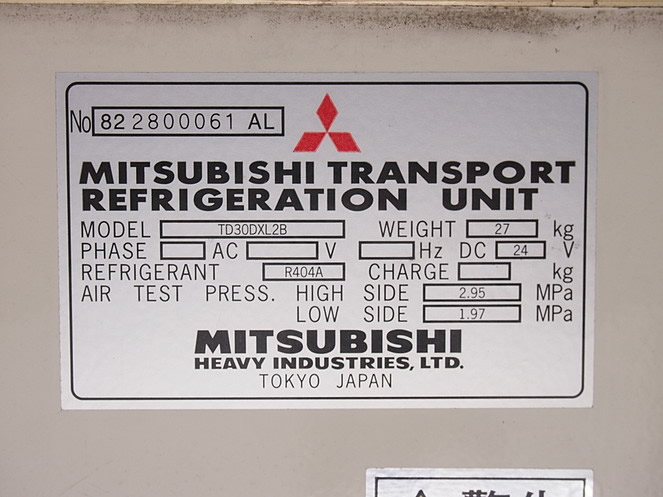 No 82 2800061 AL
MITSUBISHI TRANSPORT
REFRIGERATION UNIT
MODEL TD30DXL2B WEIGHT 27 kg
PHASE AC V Hz DC 24 V
REFRIGERANT R404A CHARGE kg
AIR TEST PRESS. HIGH SIDE 2.95 MPa
LOW SIDE 1.97 MPa
MITSUBISHI
HEAVY INDUSTRIES, LTD.
TOKYO JAPAN